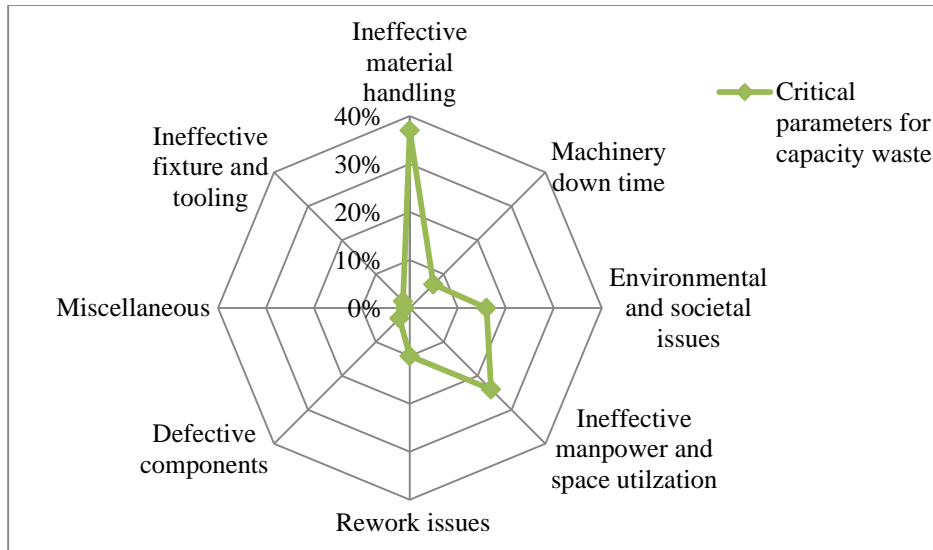 Ineffective
material
handling
40%
30%
20%
10%
0%
Machinery
down time
Environmental
and societal
issues
Ineffective
manpower and
space utilzation
Rework issues
Defective
components
Miscellaneous
Ineffective
fixture and
tooling
Critical
parameters for
capacity waste